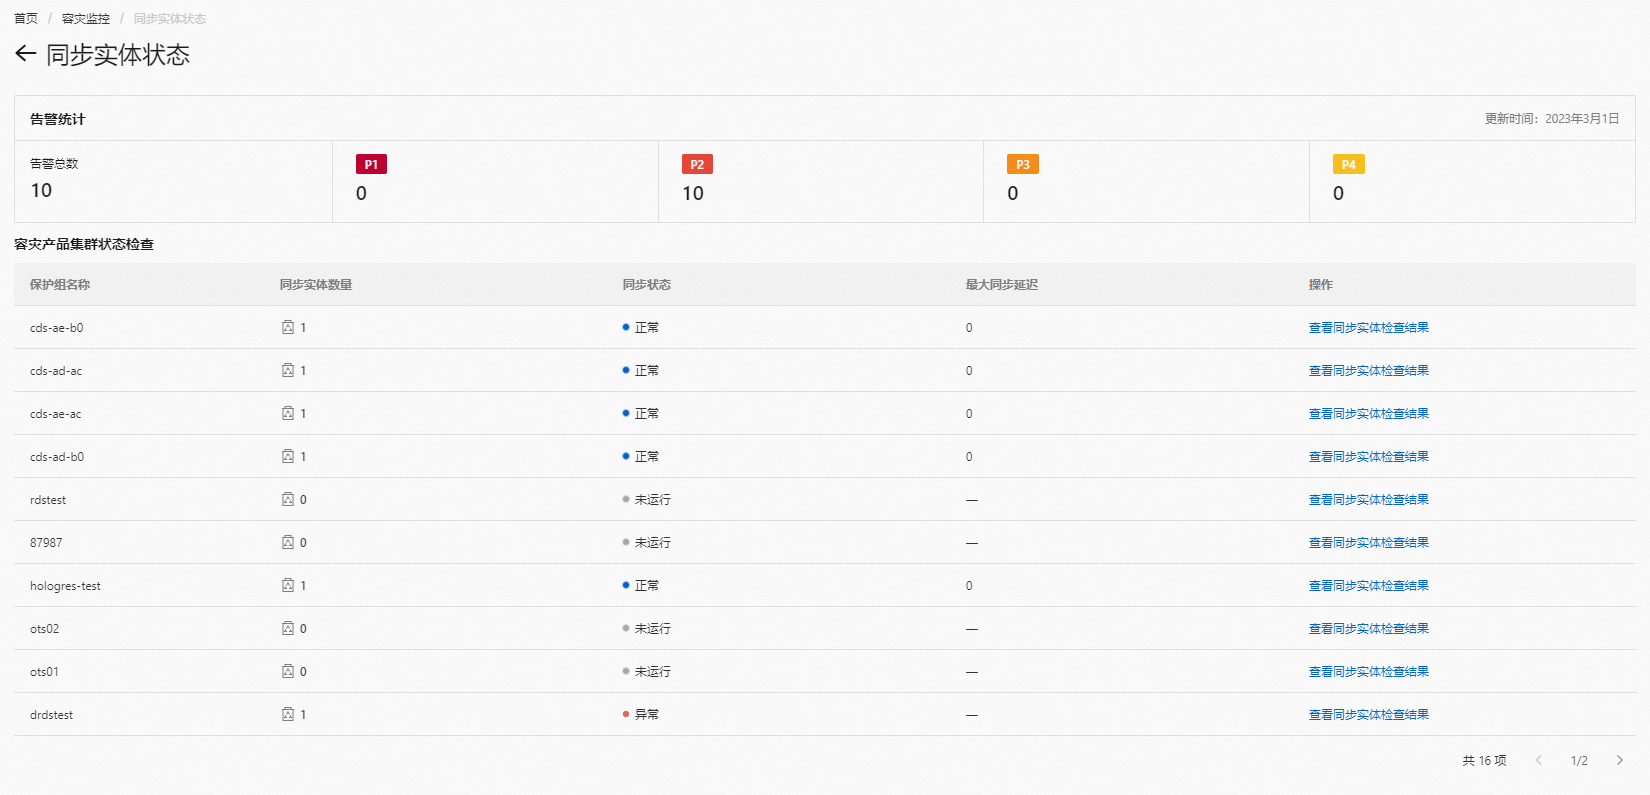 首页 / 容灾监控 / 同步实体状态
同步实体状态
告警统计 更新时间：2023年3月1日
告警总数 P1 P2 P3 P4
10 0 10 0 0
容灾产品集群状态检查
保护组名称 同步实体数量 同步状态 最大同步延迟 操作
cds-ae-b0 1 正常 0 查看同步实体检查结果
cds-ad-ac 1 正常 0 查看同步实体检查结果
cds-ae-ac 1 正常 0 查看同步实体检查结果
cds-ad-b0 1 正常 0 查看同步实体检查结果
rdstest 0 未运行 — 查看同步实体检查结果
87987 0 未运行 — 查看同步实体检查结果
hologres-test 1 正常 0 查看同步实体检查结果
ots02 0 未运行 — 查看同步实体检查结果
ots01 0 未运行 — 查看同步实体检查结果
drdstest 1 异常 — 查看同步实体检查结果
共 16 项 1/2